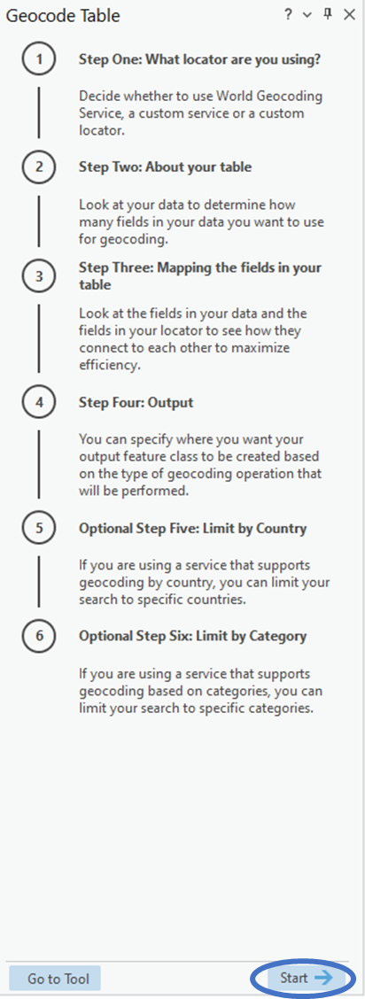 Geocode Table ?
1 Step One: What locator are you using?
Decide whether to use World Geocoding
Service, a custom service or a custom
locator.
2 Step Two: About your table
Look at your data to determine how
many fields in your data you want to use
for geocoding.
3 Step Three: Mapping the fields in your
table
Look at the fields in your data and the
fields in your locator to see how they
connect to each other to maximize
efficiency.
4 Step Four: Output
You can specify where you want your
output feature class to be created based
on the type of geocoding operation that
will be performed.
5 Optional Step Five: Limit by Country
If you are using a service that supports
geocoding by country, you can limit your
search to specific countries.
6 Optional Step Six: Limit by Category
If you are using a service that supports
geocoding based on categories, you can
limit your search to specific categories.
Go to Tool Start